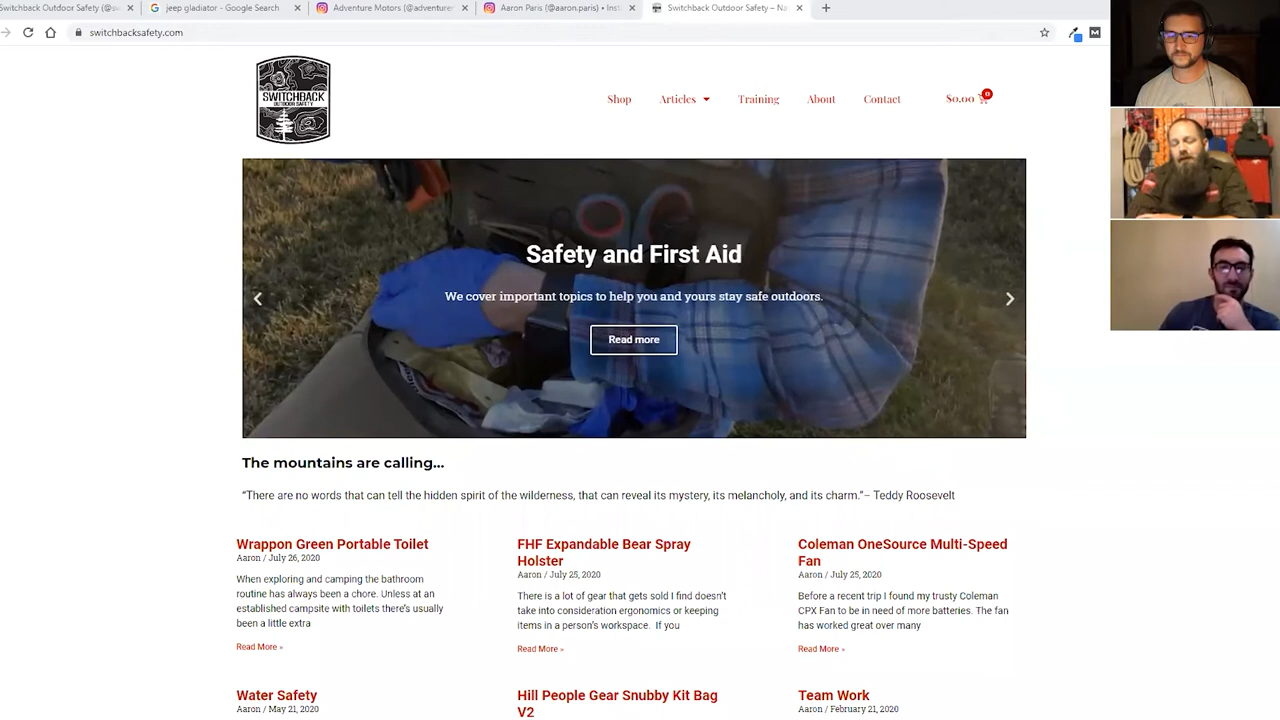 Switchback Outdoor Safety (@sw
jeep gladiator - Google Search
Adventure Motors (@adventurer
Aaron Paris (@aaron.paris) • Inst
Switchback Outdoor Safety – Na
switchbacksafety.com
SWITCHBACK
OUTDOOR SAFETY
Shop
Articles
Training
About
Contact
$0.00
0
Safety and First Aid
We cover important topics to help you and yours stay safe outdoors.
Read more
The mountains are calling...
“There are no words that can tell the hidden spirit of the wilderness, that can reveal its mystery, its melancholy, and its charm.”– Teddy Roosevelt
Wrappon Green Portable Toilet
Aaron / July 26, 2020
When exploring and camping the bathroom
routine has always been a chore. Unless at an
established campsite with toilets there’s usually
been a little extra
Read More »
FHF Expandable Bear Spray
Holster
Aaron / July 25, 2020
There is a lot of gear that gets sold I find doesn’t
take into consideration ergonomics or keeping
items in a person’s workspace. If you
Read More »
Coleman OneSource Multi-Speed
Fan
Aaron / July 25, 2020
Before a recent trip I found my trusty Coleman
CPX Fan to be in need of more batteries. The fan
has worked great over many
Read More »
Water Safety
Aaron / May 21, 2020
Hill People Gear Snubby Kit Bag
V2
Team Work
Aaron / February 21, 2020